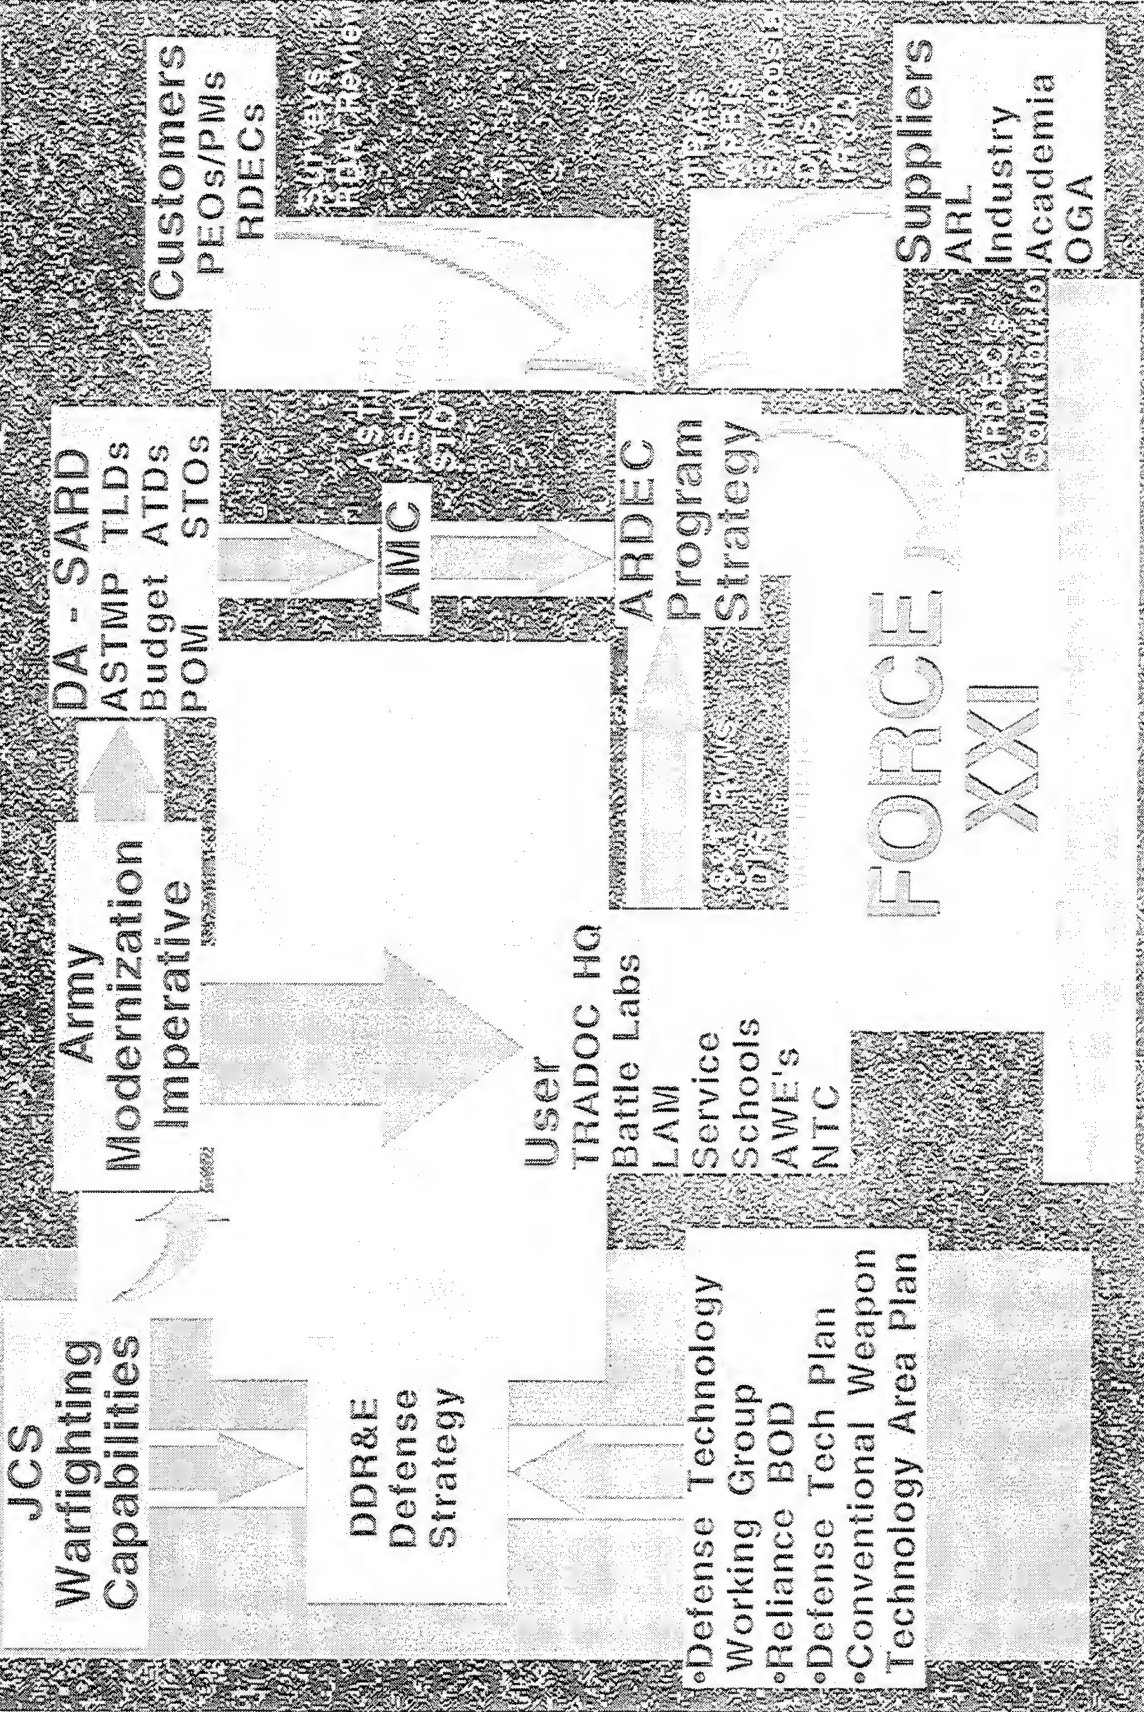 JCS
Warfighting
Capabilities
Army
Modernization
Imperative
DA - SARD
ASTMP TLDs
Budget ATDs
POM STOs
Customers
PEOs/PMs
RDECs
Surveys
RDA Review
DDR&E
Defense
Strategy
AMC
User
TRADOC HQ
Battle Labs
LAM
Service
Schools
AWE's
NTC
ARDEC
Program
Strategy
•Defense Technology
Working Group
•Reliance BOD
•Defense Tech Plan
•Conventional Weapon
Technology Area Plan
FORCE
XXI
Suppliers
ARL
Industry
Academia
OGA